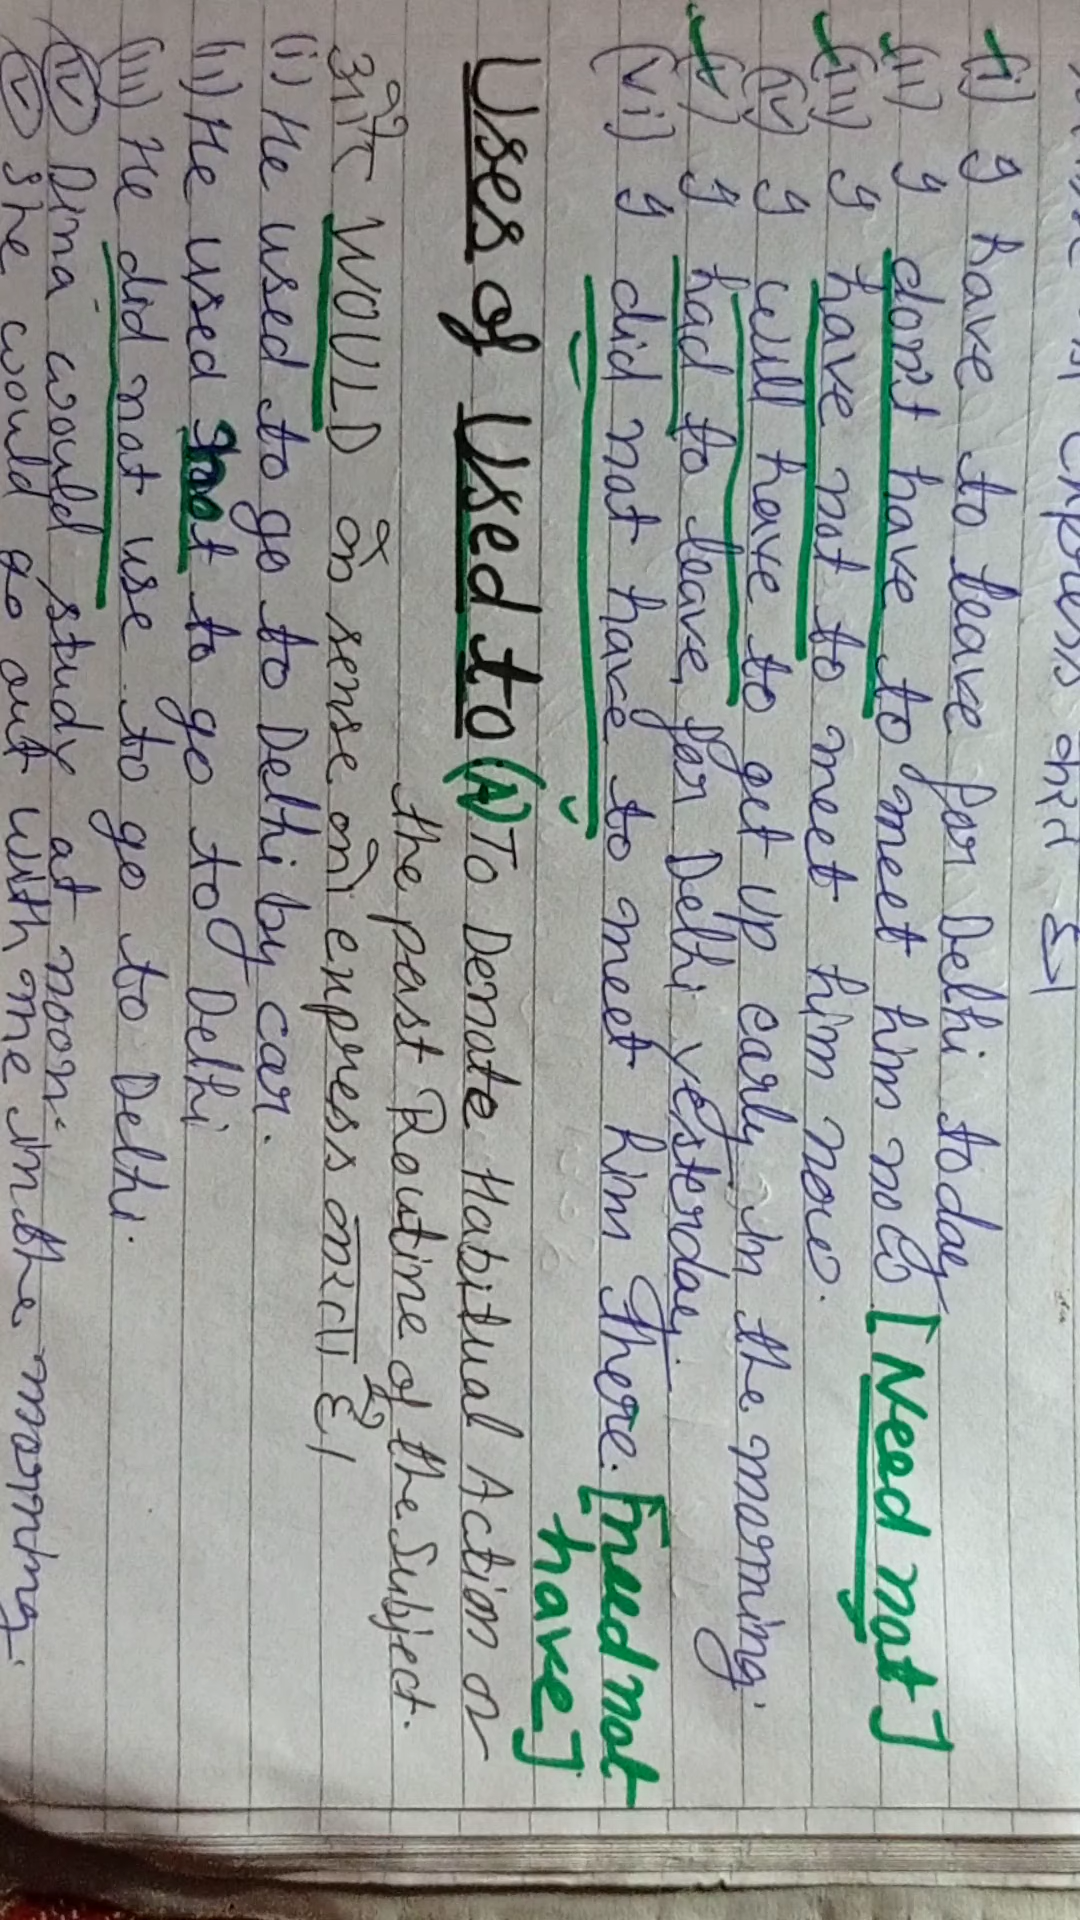 express करते है।
(i) I have to leave for Delhi today
(ii) I don't have to meet him now [Need not]
(iii) I have not to meet him now.
(iv) I will have to get up early in the morning.
(v) I had to leave for Delhi yesterday.
(vi) I did not have to meet him there. [need not have]
Uses of Used to (A) To Denote Habitual Action or
the past Routine of the Subject.
और WOULD के sense को express करता है।
(i) He used to go to Delhi by car.
(ii) He used not to go to Delhi
(iii) He did not use to go to Delhi.
(iv) Dina would study at noon.
(v) She would go out with me in the morning.